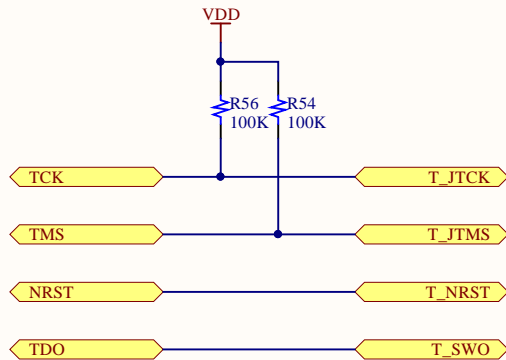 VDD
R56 R54
100K 100K
TCK T_JTCK
TMS T_JTMS
NRST T_NRST
TDO T_SWO